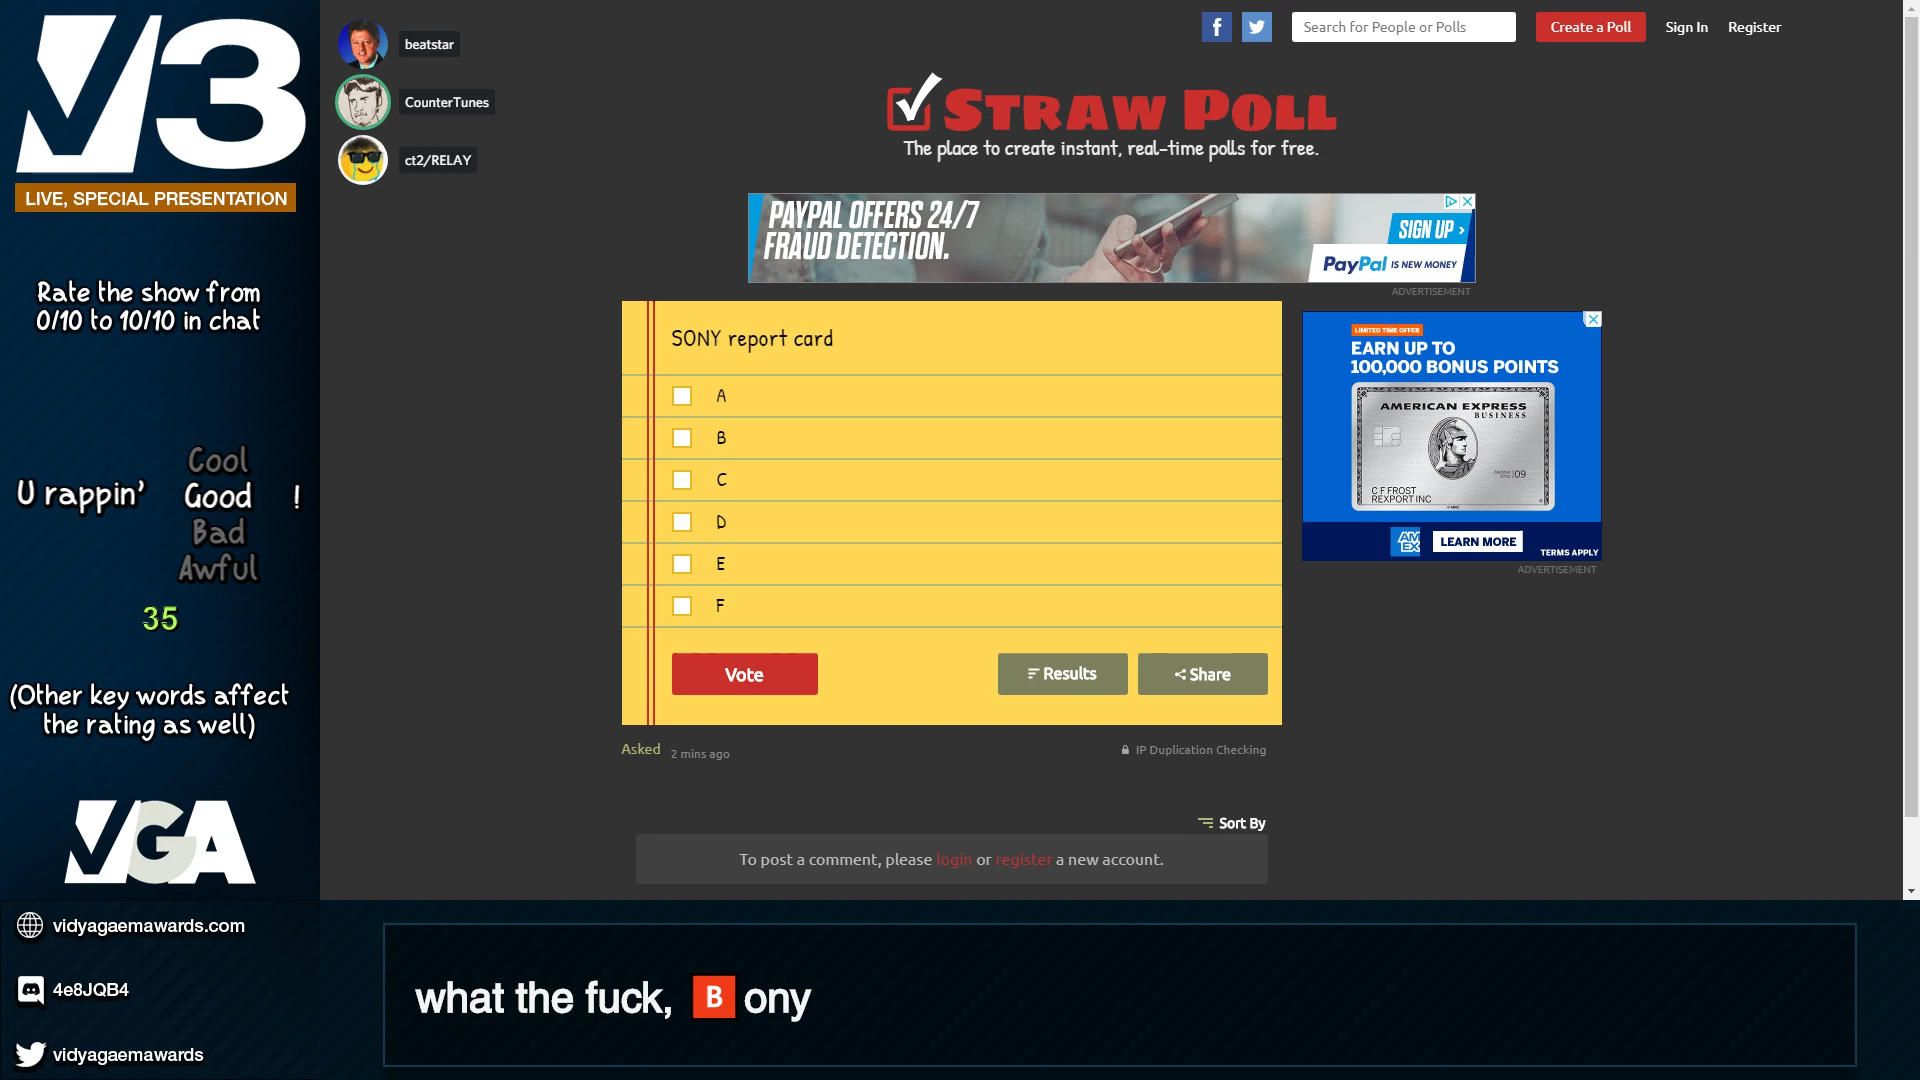 V3
LIVE, SPECIAL PRESENTATION
Rate the show from
0/10 to 10/10 in chat
Cool
U rappin' Good !
Bad
Awful
35
(Other key words affect
the rating as well)
VGA
vidyagaemawards.com
4e8JQB4
vidyagaemawards
beatstar
CounterTunes
ct2/RELAY
f
Search for People or Polls
Create a Poll
Sign In
Register
STRAW POLL
The place to create instant, real-time polls for free.
PAYPAL OFFERS 24/7
FRAUD DETECTION.
SIGN UP ›
PayPal IS NEW MONEY
ADVERTISEMENT
SONY report card
A
B
C
D
E
F
Vote
Results
Share
Asked 2 mins ago
IP Duplication Checking
LIMITED TIME OFFER
EARN UP TO
100,000 BONUS POINTS
AMERICAN EXPRESS
BUSINESS
Member Since 09
C F FROST
REXPORT INC
AM
EX
LEARN MORE
TERMS APPLY
ADVERTISEMENT
Sort By
To post a comment, please login or register a new account.
what the fuck, B ony